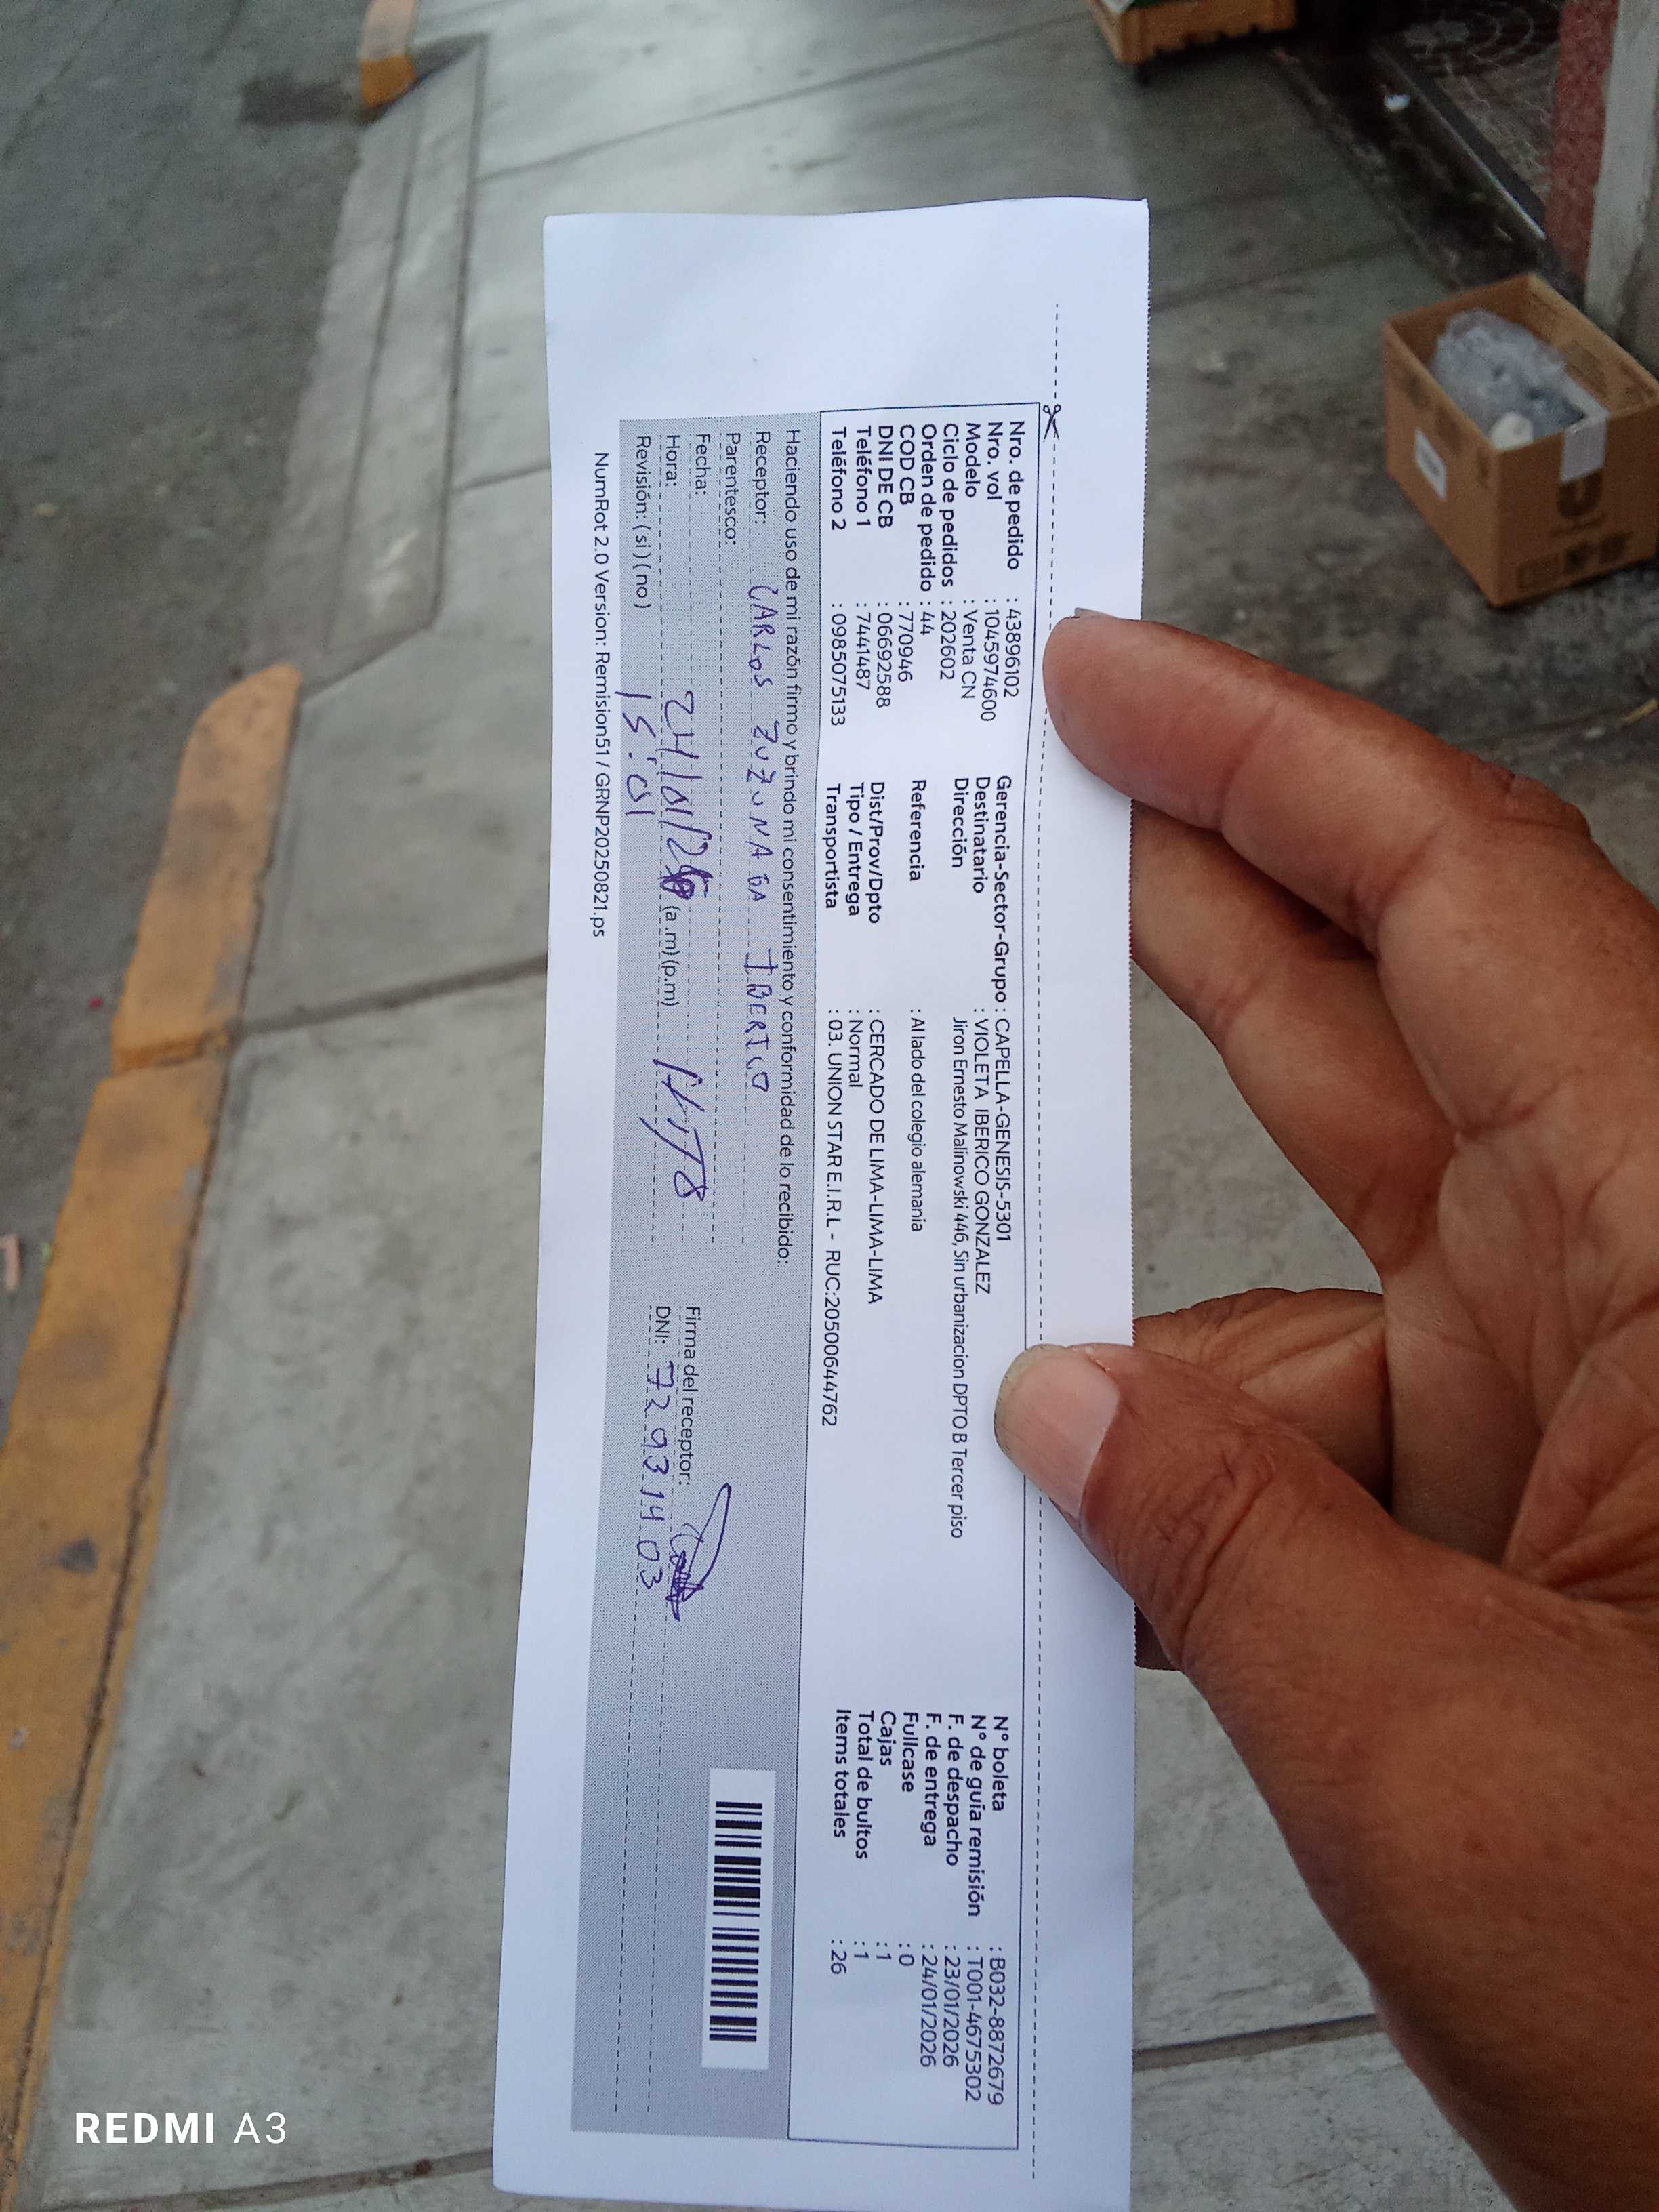 Nro. de pedido : 43896102
Nro. vol : 1045974600
Modelo : Venta CN
Ciclo de pedidos : 202602
Orden de pedido : 44
COD CB : 770946
DNI DE CB : 06692588
Teléfono 1 : 7441487
Teléfono 2 : 0985075133
Gerencia-Sector-Grupo : CAPELLA-GENESIS-5301
Destinatario : VIOLETA IBERICO GONZALEZ
Dirección Jiron Ernesto Malinowski 446, Sin urbanizacion DPTO B Tercer piso
Referencia : Al lado del colegio alemania
Dist/Prov/Dpto : CERCADO DE LIMA-LIMA-LIMA
Tipo / Entrega : Normal
Transportista : 03. UNION STAR E.I.R.L - RUC:20500644762
N° boleta : B032-8872679
N° de guía remisión : T001-4675302
F. de despacho : 23/01/2026
F. de entrega : 24/01/2026
Fullcase : 0
Cajas : 1
Total de bultos : 1
Items totales : 26
Haciendo uso de mi razón firmo y brindo mi consentimiento y conformidad de lo recibido:
Receptor: CARLOS ZUZUNAGA IBERICO
Parentesco: HIJO
Fecha: 24/01/26
Hora: 15:01 (a.m)(p.m)
Revisión: ( si ) ( no )
Firma del receptor:
DNI: 72931403
NumRot 2.0 Version: Remision51 / GRNP20250821.ps
REDMI A3